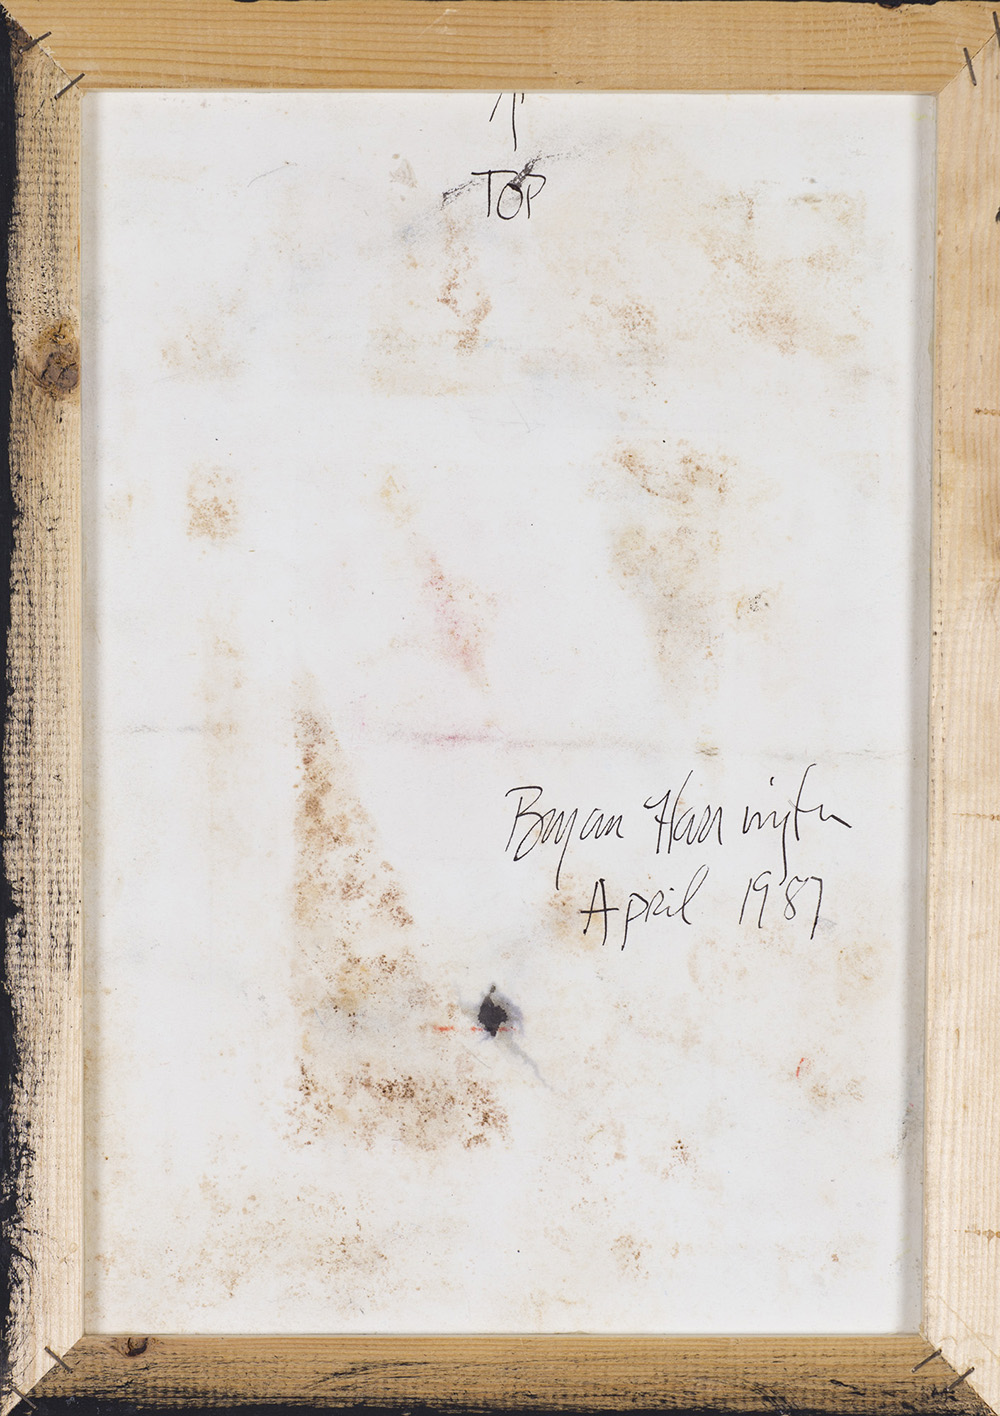 ↑
TOP
Bryan Harrington
April 1987